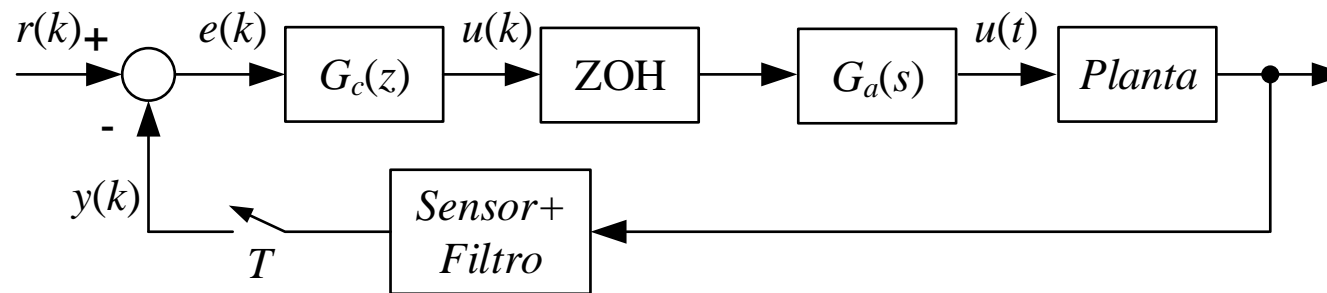 r(k)
+
e(k)
G_c(z)
u(k)
ZOH
G_a(s)
u(t)
Planta
-
y(k)
T
Sensor+
Filtro